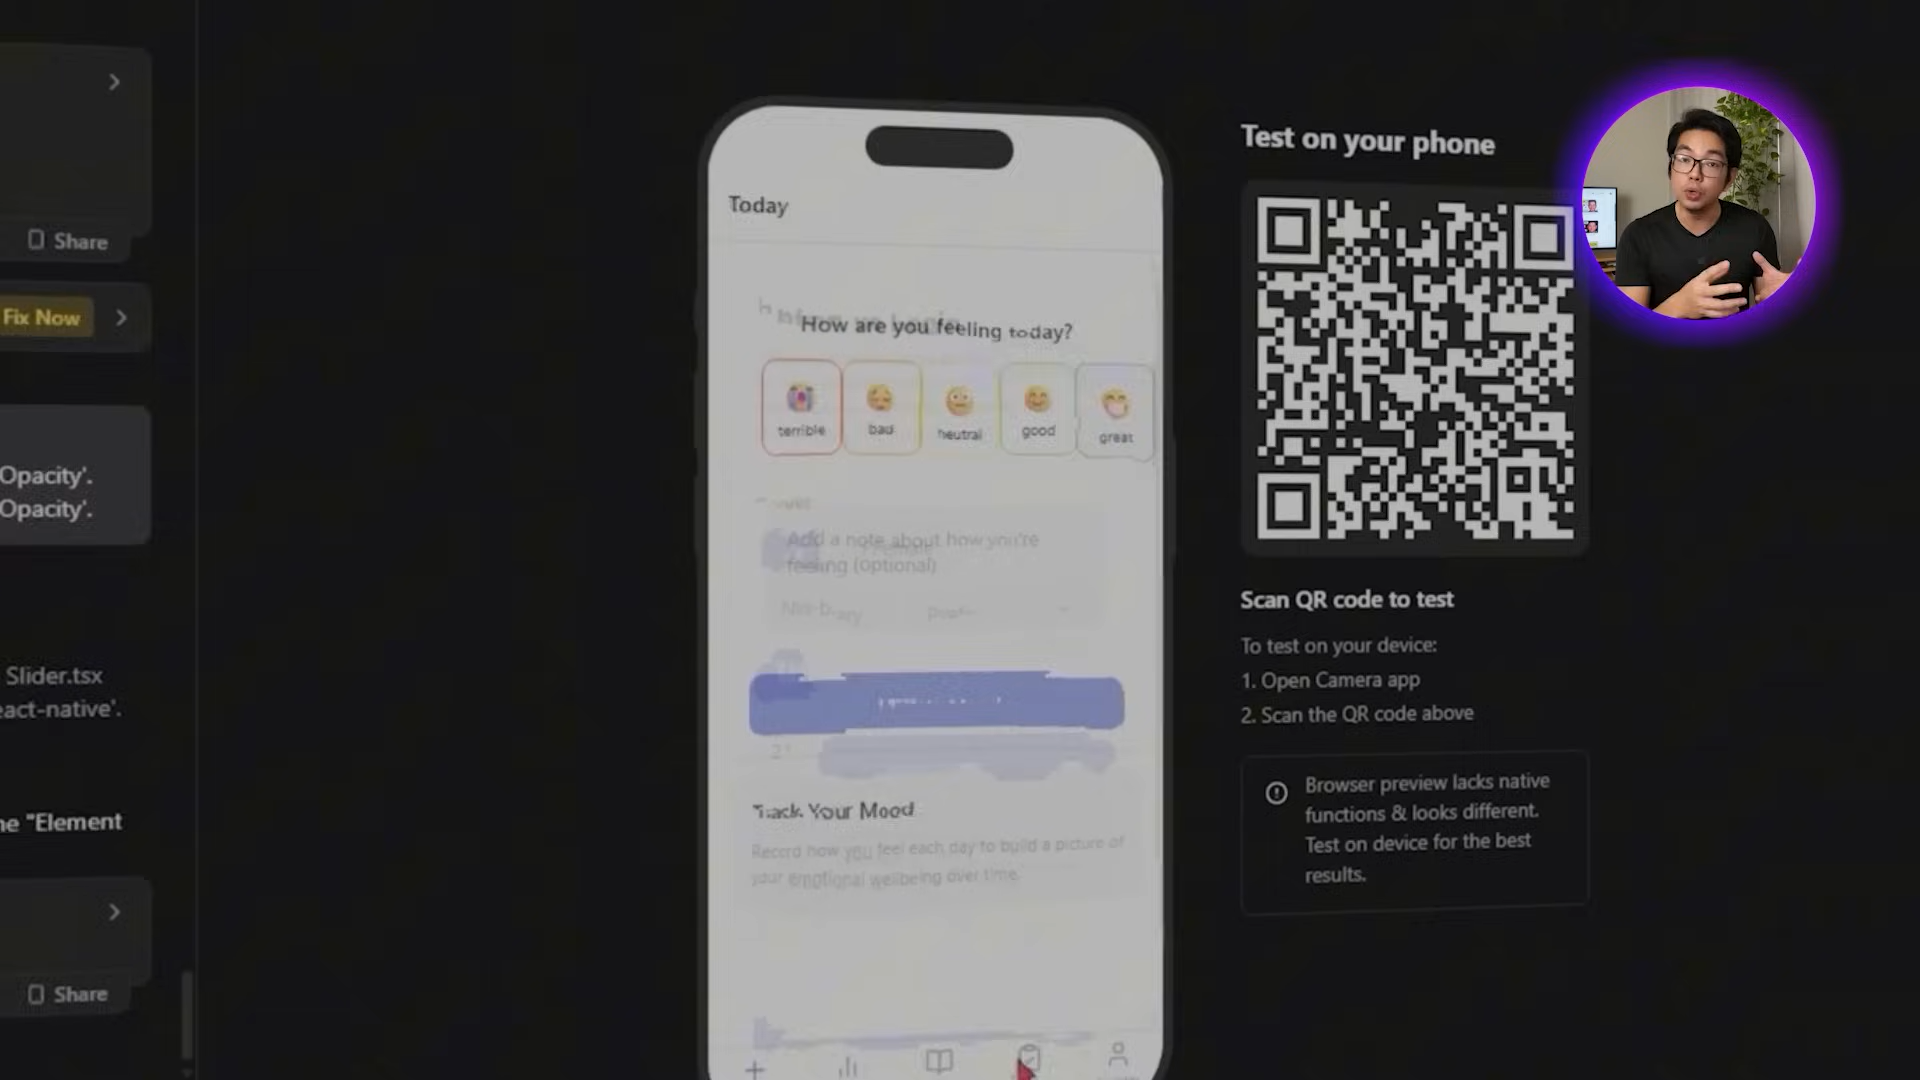 Share
Fix Now
Opacity'.
Opacity'.
Slider.tsx
act-native'.
ne "Element
Share
Today
How are you feeling today?
terrible
bad
neutral
good
great
Add a note about how you're
feeling (optional)
Track Your Mood
Record how you feel each day to build a picture of
your emotional wellbeing over time.
Test on your phone
Scan QR code to test
To test on your device:
1. Open Camera app
2. Scan the QR code above
Browser preview lacks native
functions & looks different.
Test on device for the best
results.